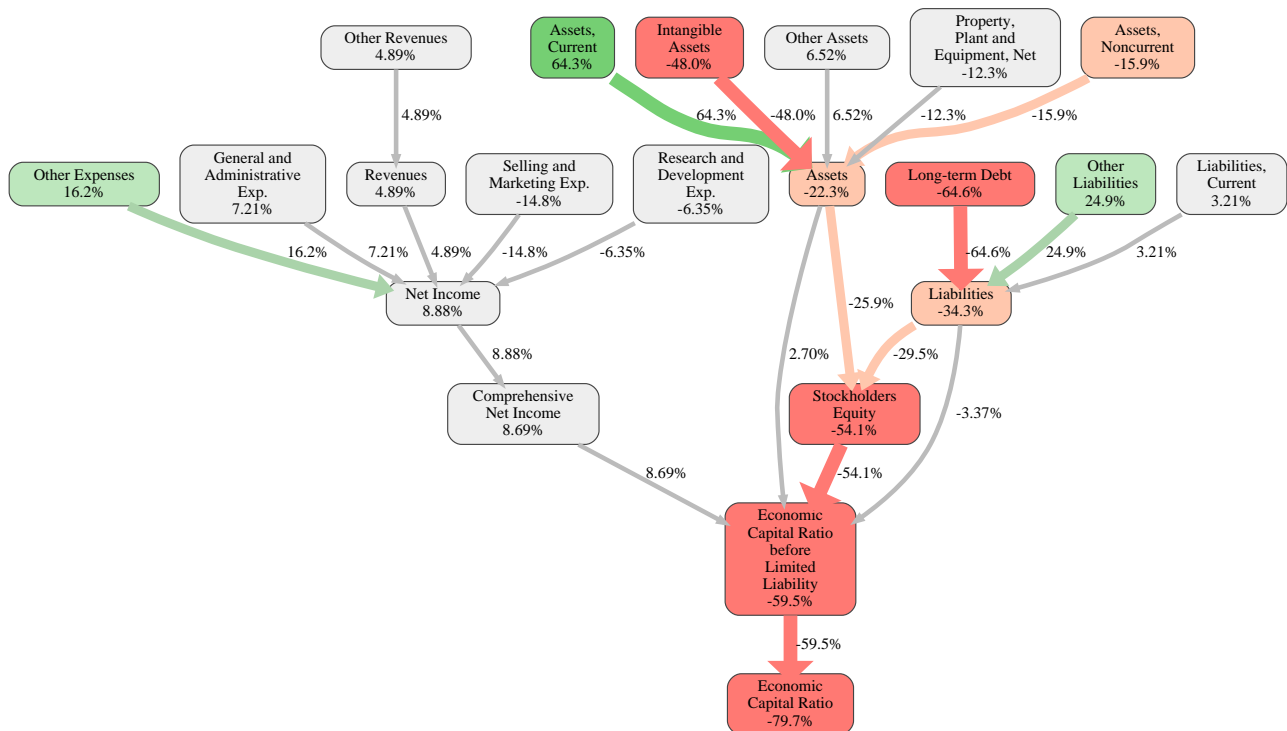 Other Revenues
4.89%
Assets,
Current
64.3%
Intangible
Assets
-48.0%
Other Assets
6.52%
Property,
Plant and
Equipment, Net
-12.3%
Assets,
Noncurrent
-15.9%
4.89%
64.3%
-48.0%
6.52%
-12.3%
-15.9%
Other Expenses
16.2%
General and
Administrative
Exp.
7.21%
Revenues
4.89%
Selling and
Marketing Exp.
-14.8%
Research and
Development
Exp.
-6.35%
Assets
-22.3%
Long-term Debt
-64.6%
Other
Liabilities
24.9%
Liabilities,
Current
3.21%
16.2%
7.21%
4.89%
-14.8%
-6.35%
-64.6%
24.9%
3.21%
Net Income
8.88%
Liabilities
-34.3%
-25.9%
8.88%
2.70%
-29.5%
Comprehensive
Net Income
8.69%
Stockholders
Equity
-54.1%
-3.37%
8.69%
-54.1%
Economic
Capital Ratio
before
Limited
Liability
-59.5%
-59.5%
Economic
Capital Ratio
-79.7%